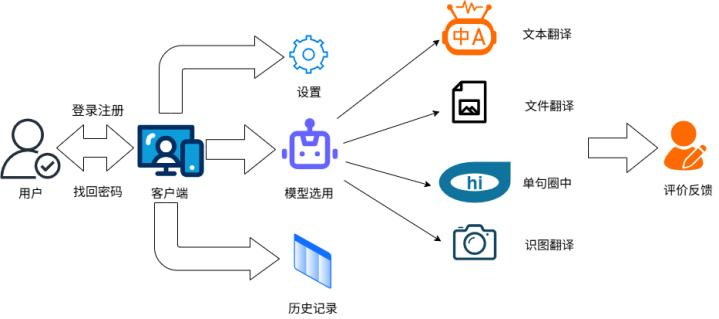 中A
文本翻译
设置
登录注册
文件翻译
hi
单句圈中
用户
找回密码
客户端
模型选用
评价反馈
识图翻译
历史记录